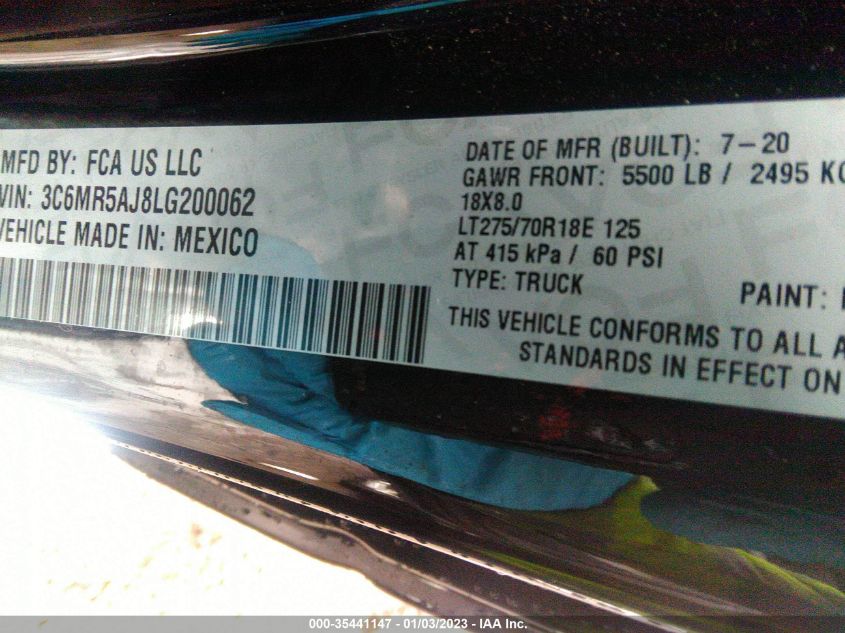 MFD BY: FCA US LLC
VIN: 3C6MR5AJ8LG200062
VEHICLE MADE IN: MEXICO
DATE OF MFR (BUILT): 7-20
GAWR FRONT: 5500 LB / 2495 KG
18X8.0
LT275/70R18E 125
AT 415 kPa / 60 PSI
TYPE: TRUCK
PAINT:
THIS VEHICLE CONFORMS TO ALL A
STANDARDS IN EFFECT ON
000-35441147 - 01/03/2023 - IAA Inc.